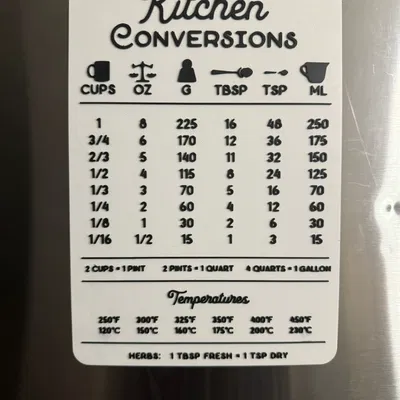 Kitchen
Conversions
CUPS OZ G TBSP TSP ML
1 8 225 16 48 250
3/4 6 170 12 36 175
2/3 5 140 11 32 150
1/2 4 115 8 24 125
1/3 3 70 5 16 70
1/4 2 60 4 12 60
1/8 1 30 2 6 30
1/16 1/2 15 1 3 15
2 CUPS = 1 PINT 2 PINTS = 1 QUART 4 QUARTS = 1 GALLON
Temperatures
250°F 300°F 325°F 350°F 400°F 450°F
120°C 150°C 160°C 175°C 200°C 230°C
HERBS: 1 TBSP FRESH = 1 TSP DRY